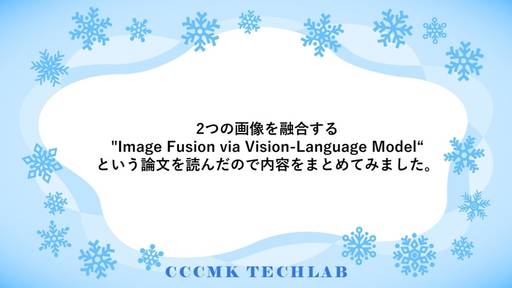 2つの画像を融合する
"Image Fusion via Vision-Language Model“
という論文を読んだので内容をまとめてみました。
CCCMK TECHLAB